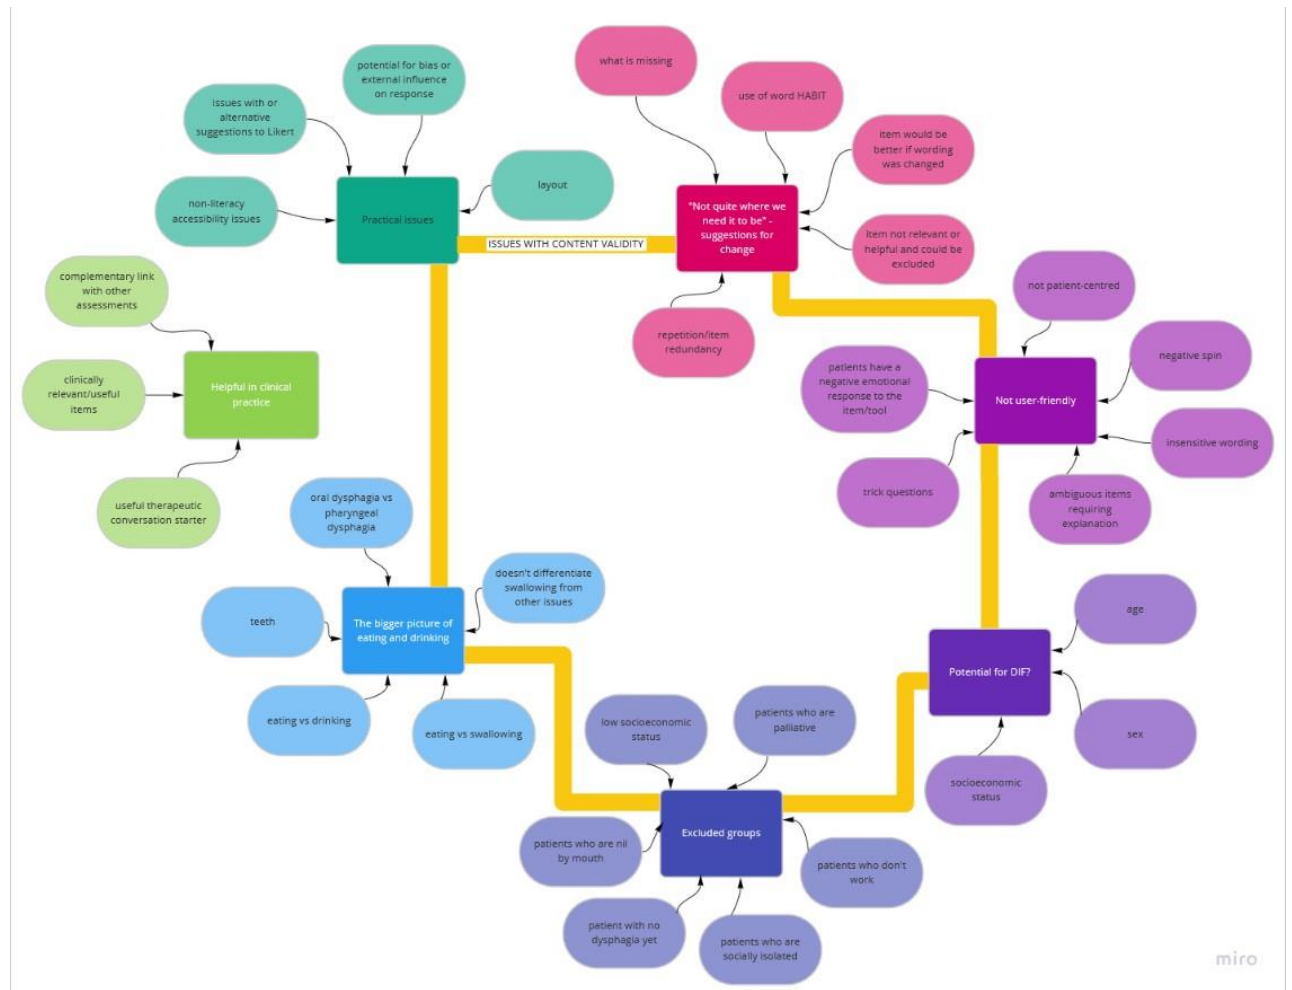 what is missing
potential for bias or
external influence
on response
use of word HABIT
issues with or
alternative
suggestions to Likert
item would be
better if wording
was changed
layout
non-literacy
accessibility issues
Practical issues
"Not quite where we
need it to be" -
suggestions for
change
ISSUES WITH CONTENT VALIDITY
item not relevant or
helpful and could be
excluded
complementary link
with other
assessments
not patient-centred
repetition/item
redundancy
negative spin
clinically
relevant/useful
items
Helpful in clinical
practice
patients have a
negative emotional
response to the
item/tool
Not user-friendly
insensitive wording
trick questions
ambiguous items
requiring
explanation
useful therapeutic
conversation starter
oral dysphagia vs
pharyngeal
dysphagia
doesn't differentiate
swallowing from
other issues
teeth
The bigger picture of
eating and drinking
age
Potential for DIF?
eating vs drinking
eating vs swallowing
low socioeconomic
status
patients who are
palliative
sex
socioeconomic
status
Excluded groups
patients who are nil
by mouth
patients who don't
work
patient with no
dysphagia yet
patients who are
socially isolated
miro